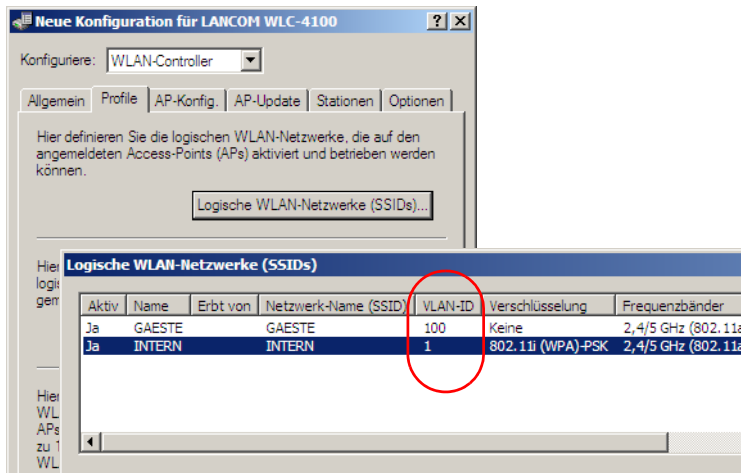 Neue Konfiguration für LANCOM WLC-4100
Konfiguriere: WLAN-Controller
Allgemein Profile AP-Konfig. AP-Update Stationen Optionen
Hier definieren Sie die logischen WLAN-Netzwerke, die auf den
angemeldeten Access-Points (APs) aktiviert und betrieben werden
können.
Logische WLAN-Netzwerke (SSIDs)...
Hier
logi
gem
Logische WLAN-Netzwerke (SSIDs)
Aktiv Name Erbt von Netzwerk-Name (SSID) VLAN-ID Verschlüsselung Frequenzbänder
Ja GAESTE GAESTE 100 Keine 2,4/5 GHz (802.11a
Ja INTERN INTERN 1 802.11i (WPA)-PSK 2,4/5 GHz (802.11a
Hier
WL
APs
zu 1
WL